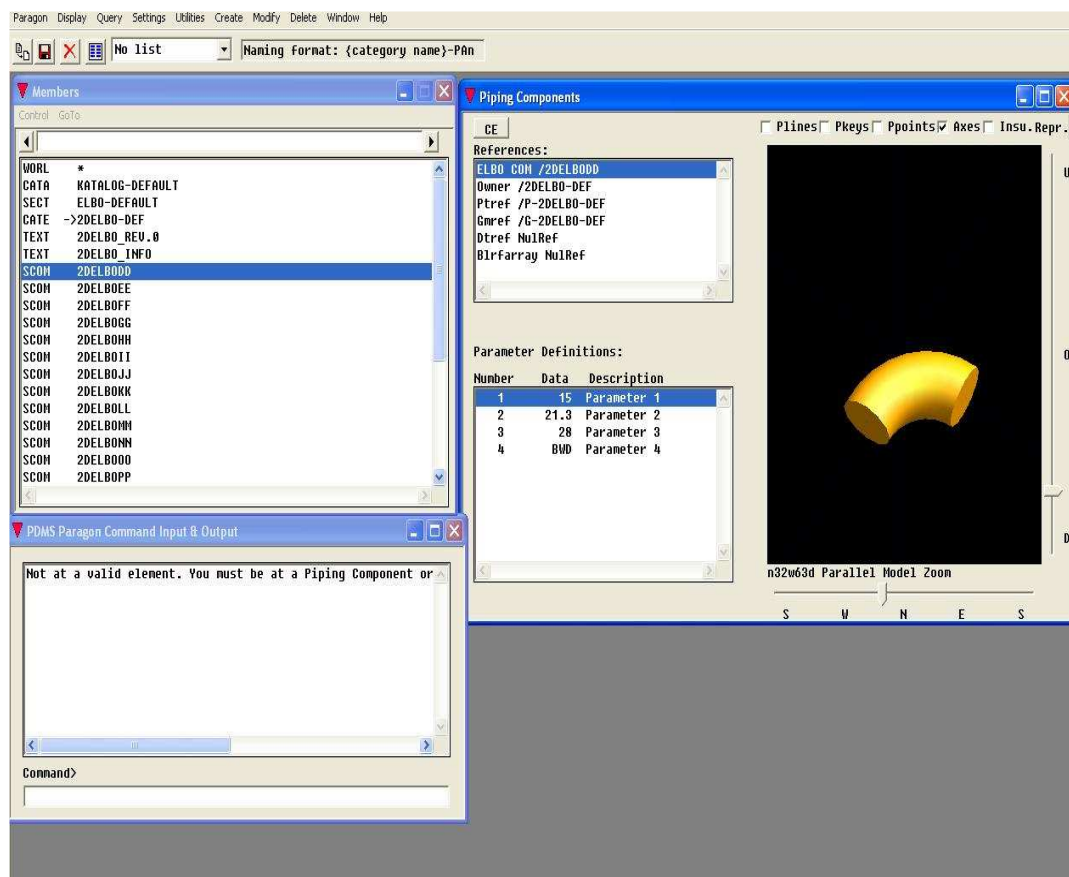 Paragon Display Query Settings Utilities Create Modify Delete Window Help
No list
Naming format: {category name}-PAn
Members
Control GoTo
WORL *
CATA KATALOG-DEFAULT
SECT ELBO-DEFAULT
CATE ->2DELBO-DEF
TEXT 2DELBO_REV.0
TEXT 2DELBO_INFO
SCOM 2DELBODD
SCOM 2DELBOEE
SCOM 2DELBOFF
SCOM 2DELBOGG
SCOM 2DELBOHH
SCOM 2DELBOII
SCOM 2DELBOJJ
SCOM 2DELBOKK
SCOM 2DELBOLL
SCOM 2DELBOMM
SCOM 2DELBONN
SCOM 2DELBOOO
SCOM 2DELBOPP
PDMS Paragon Command Input & Output
Not at a valid element. You must be at a Piping Component or
Command>
Piping Components
CE
Plines Pkeys Ppoints Axes Insu. Repr.
References:
ELBO COM /2DELBODD
Owner /2DELBO-DEF
Ptref /P-2DELBO-DEF
Gmref /G-2DELBO-DEF
Dtref NulRef
Blrfarray NulRef
Parameter Definitions:
Number Data Description
1 15 Parameter 1
2 21.3 Parameter 2
3 28 Parameter 3
4 BWD Parameter 4
U
O
D
n32w63d Parallel Model Zoom
S W N E S